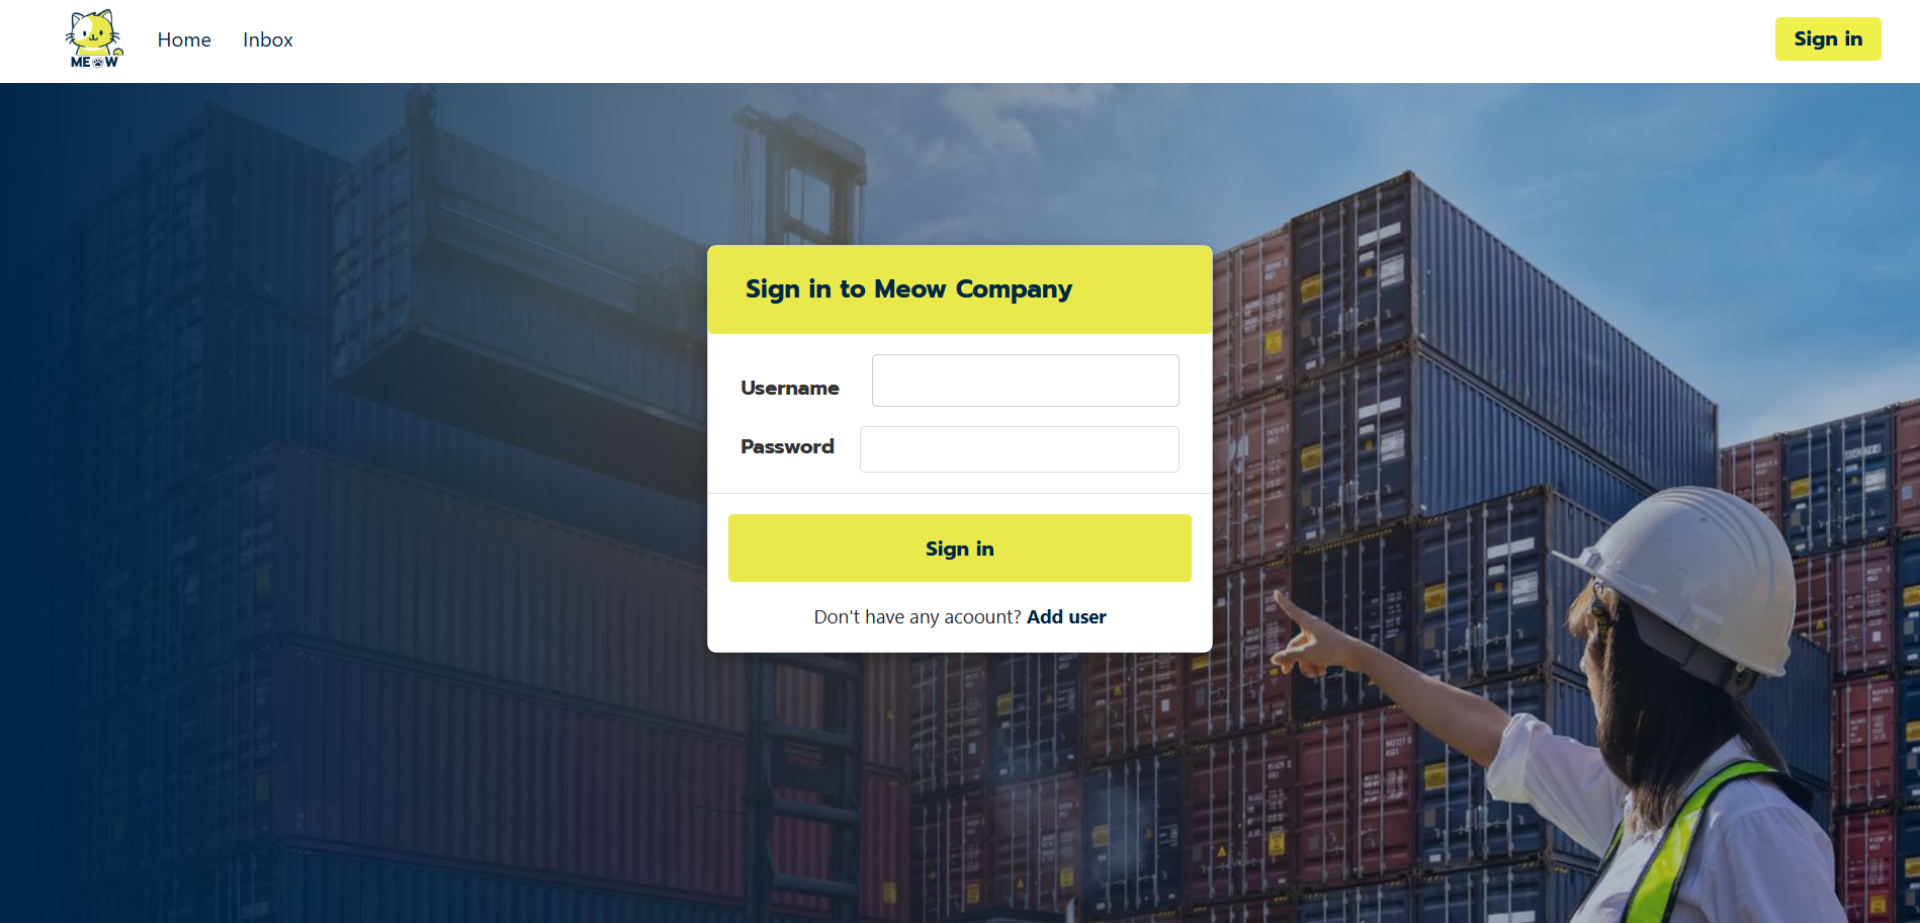 MEOW
Home
Inbox
Sign in
Sign in to Meow Company
Username
Password
Sign in
Don't have any acoount? Add user